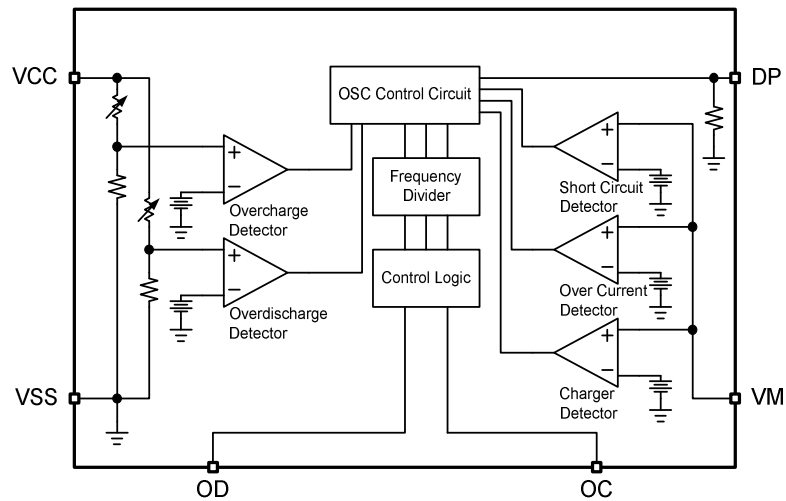 VCC
DP
OSC Control Circuit
+
−
Overcharge
Detector
Frequency
Divider
+
−
Short Circuit
Detector
+
−
Overdischarge
Detector
Control Logic
+
−
Over Current
Detector
+
−
Charger
Detector
VSS
VM
OD
OC